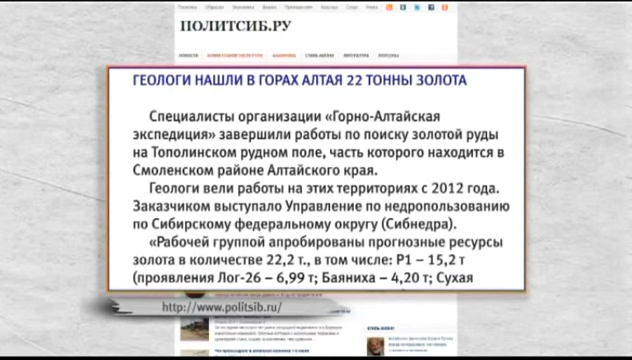 ПОЛИТСИБ.РУ
ГЕОЛОГИ НАШЛИ В ГОРАХ АЛТАЯ 22 ТОННЫ ЗОЛОТА
Специалисты организации «Горно-Алтайская
экспедиция» завершили работы по поиску золотой руды
на Тополинском рудном поле, часть которого находится в
Смоленском районе Алтайского края.
Геологи вели работы на этих территориях с 2012 года.
Заказчиком выступало Управление по недропользованию
по Сибирскому федеральному округу (Сибнедра).
«Рабочей группой апробированы прогнозные ресурсы
золота в количестве 22,2 т., в том числе: Р1 – 15,2 т
(проявления Лог-26 – 6,99 т; Баяниха – 4,20 т; Сухая
http://www.politsib.ru/